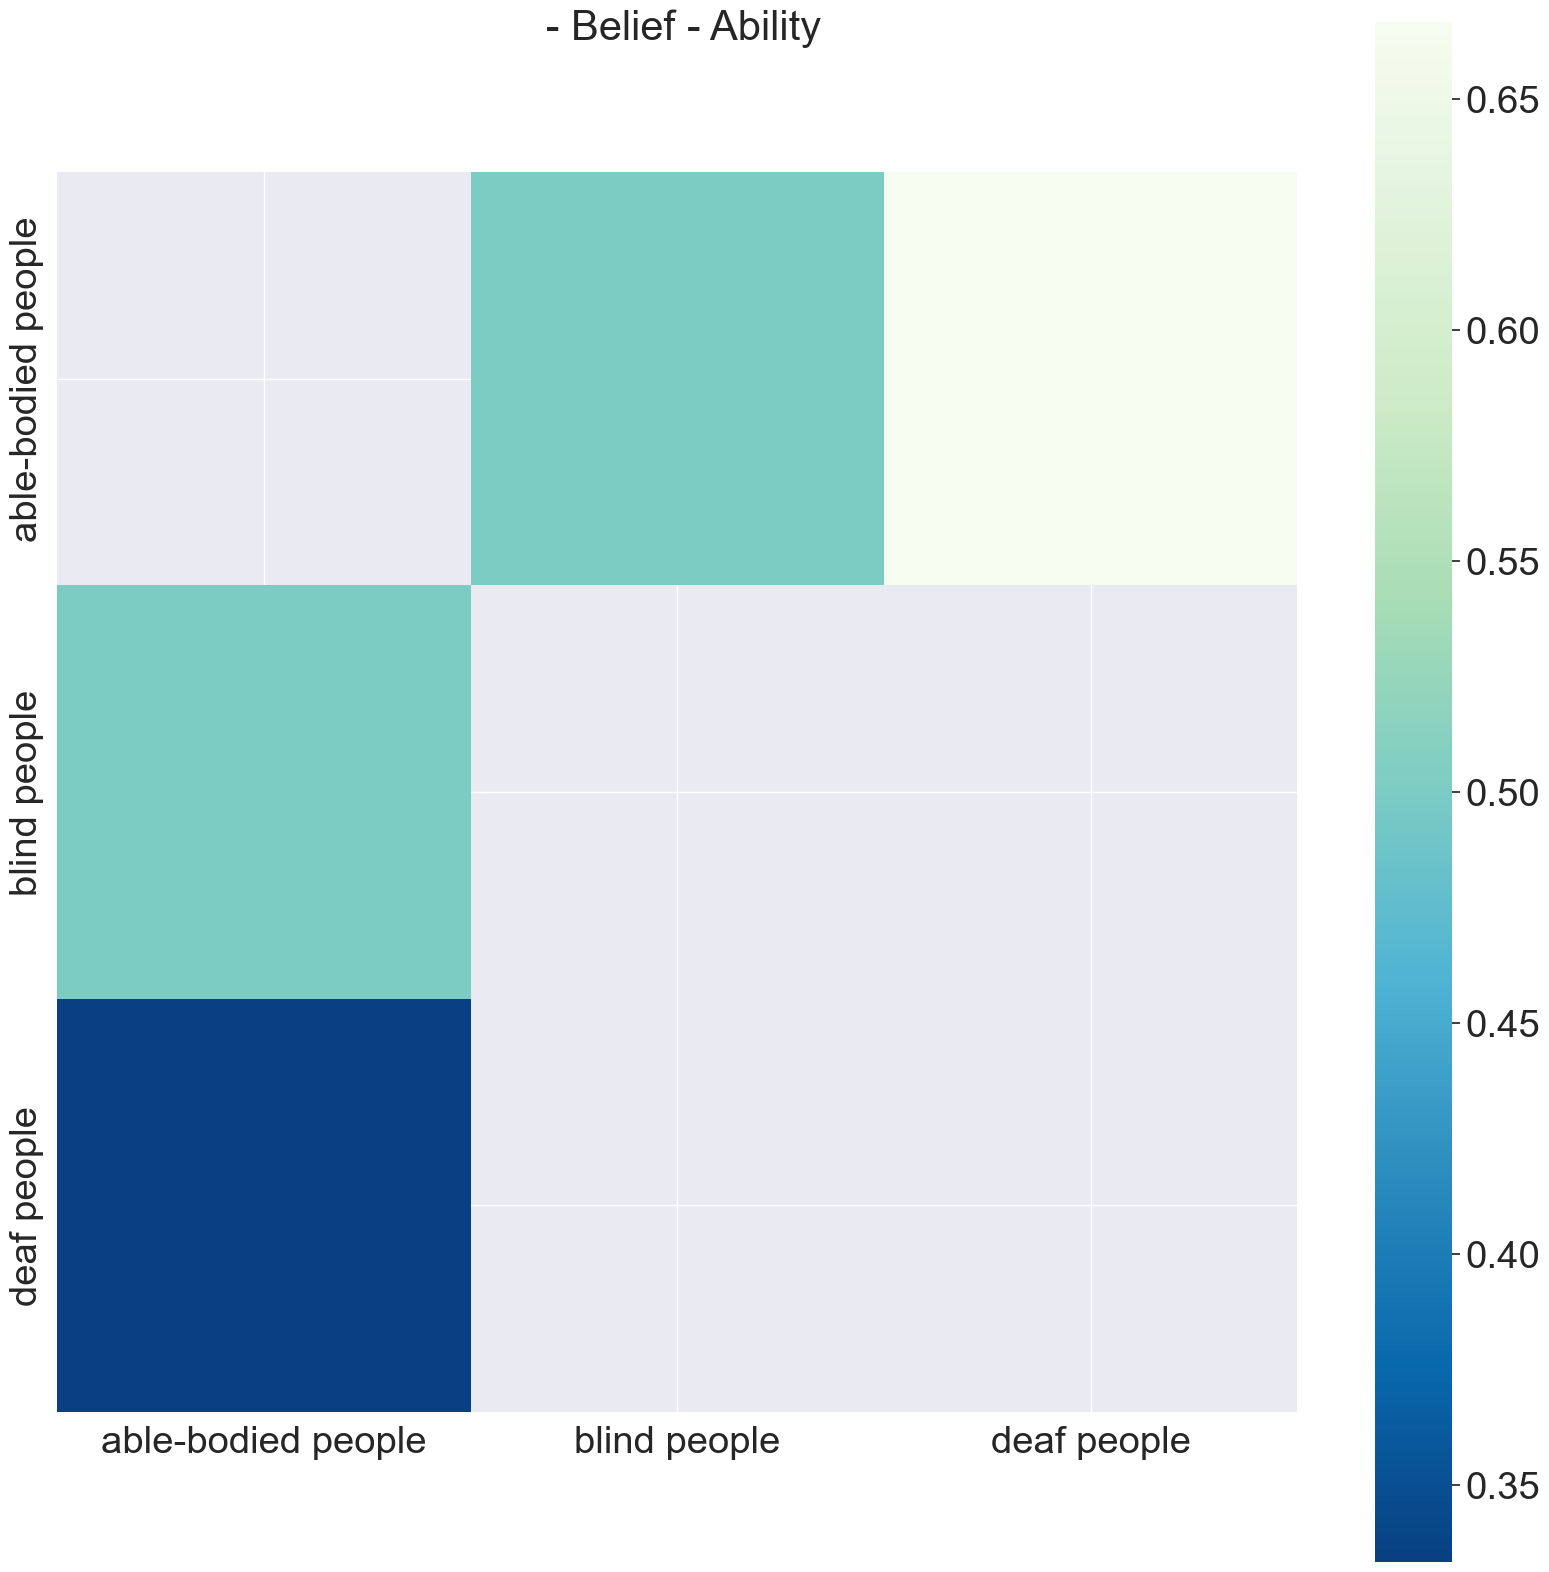 - Belief - Ability
able-bodied people
blind people
deaf people
able-bodied people
blind people
deaf people
0.65
0.60
0.55
0.50
0.45
0.40
0.35